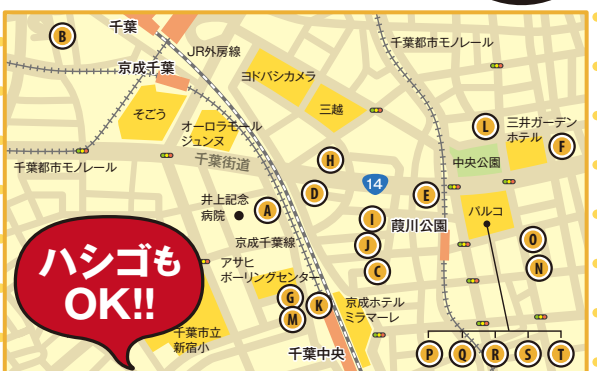 千葉
B
JR外房線
千葉都市モノレール
京成千葉
ヨドバシカメラ
そごう
三越
オーロラモール
ジュンヌ
L
三井ガーデン
ホテル
F
千葉都市モノレール
千葉街道
H
中央公園
14
D
E
井上記念
病院
A
I
葭川公園
パルコ
京成千葉線
J
O
アサヒ
ボーリングセンター
C
N
ハシゴも
OK!!
G
K
M
京成ホテル
ミラマーレ
千葉市立
新宿小
千葉中央
P
Q
R
S
T